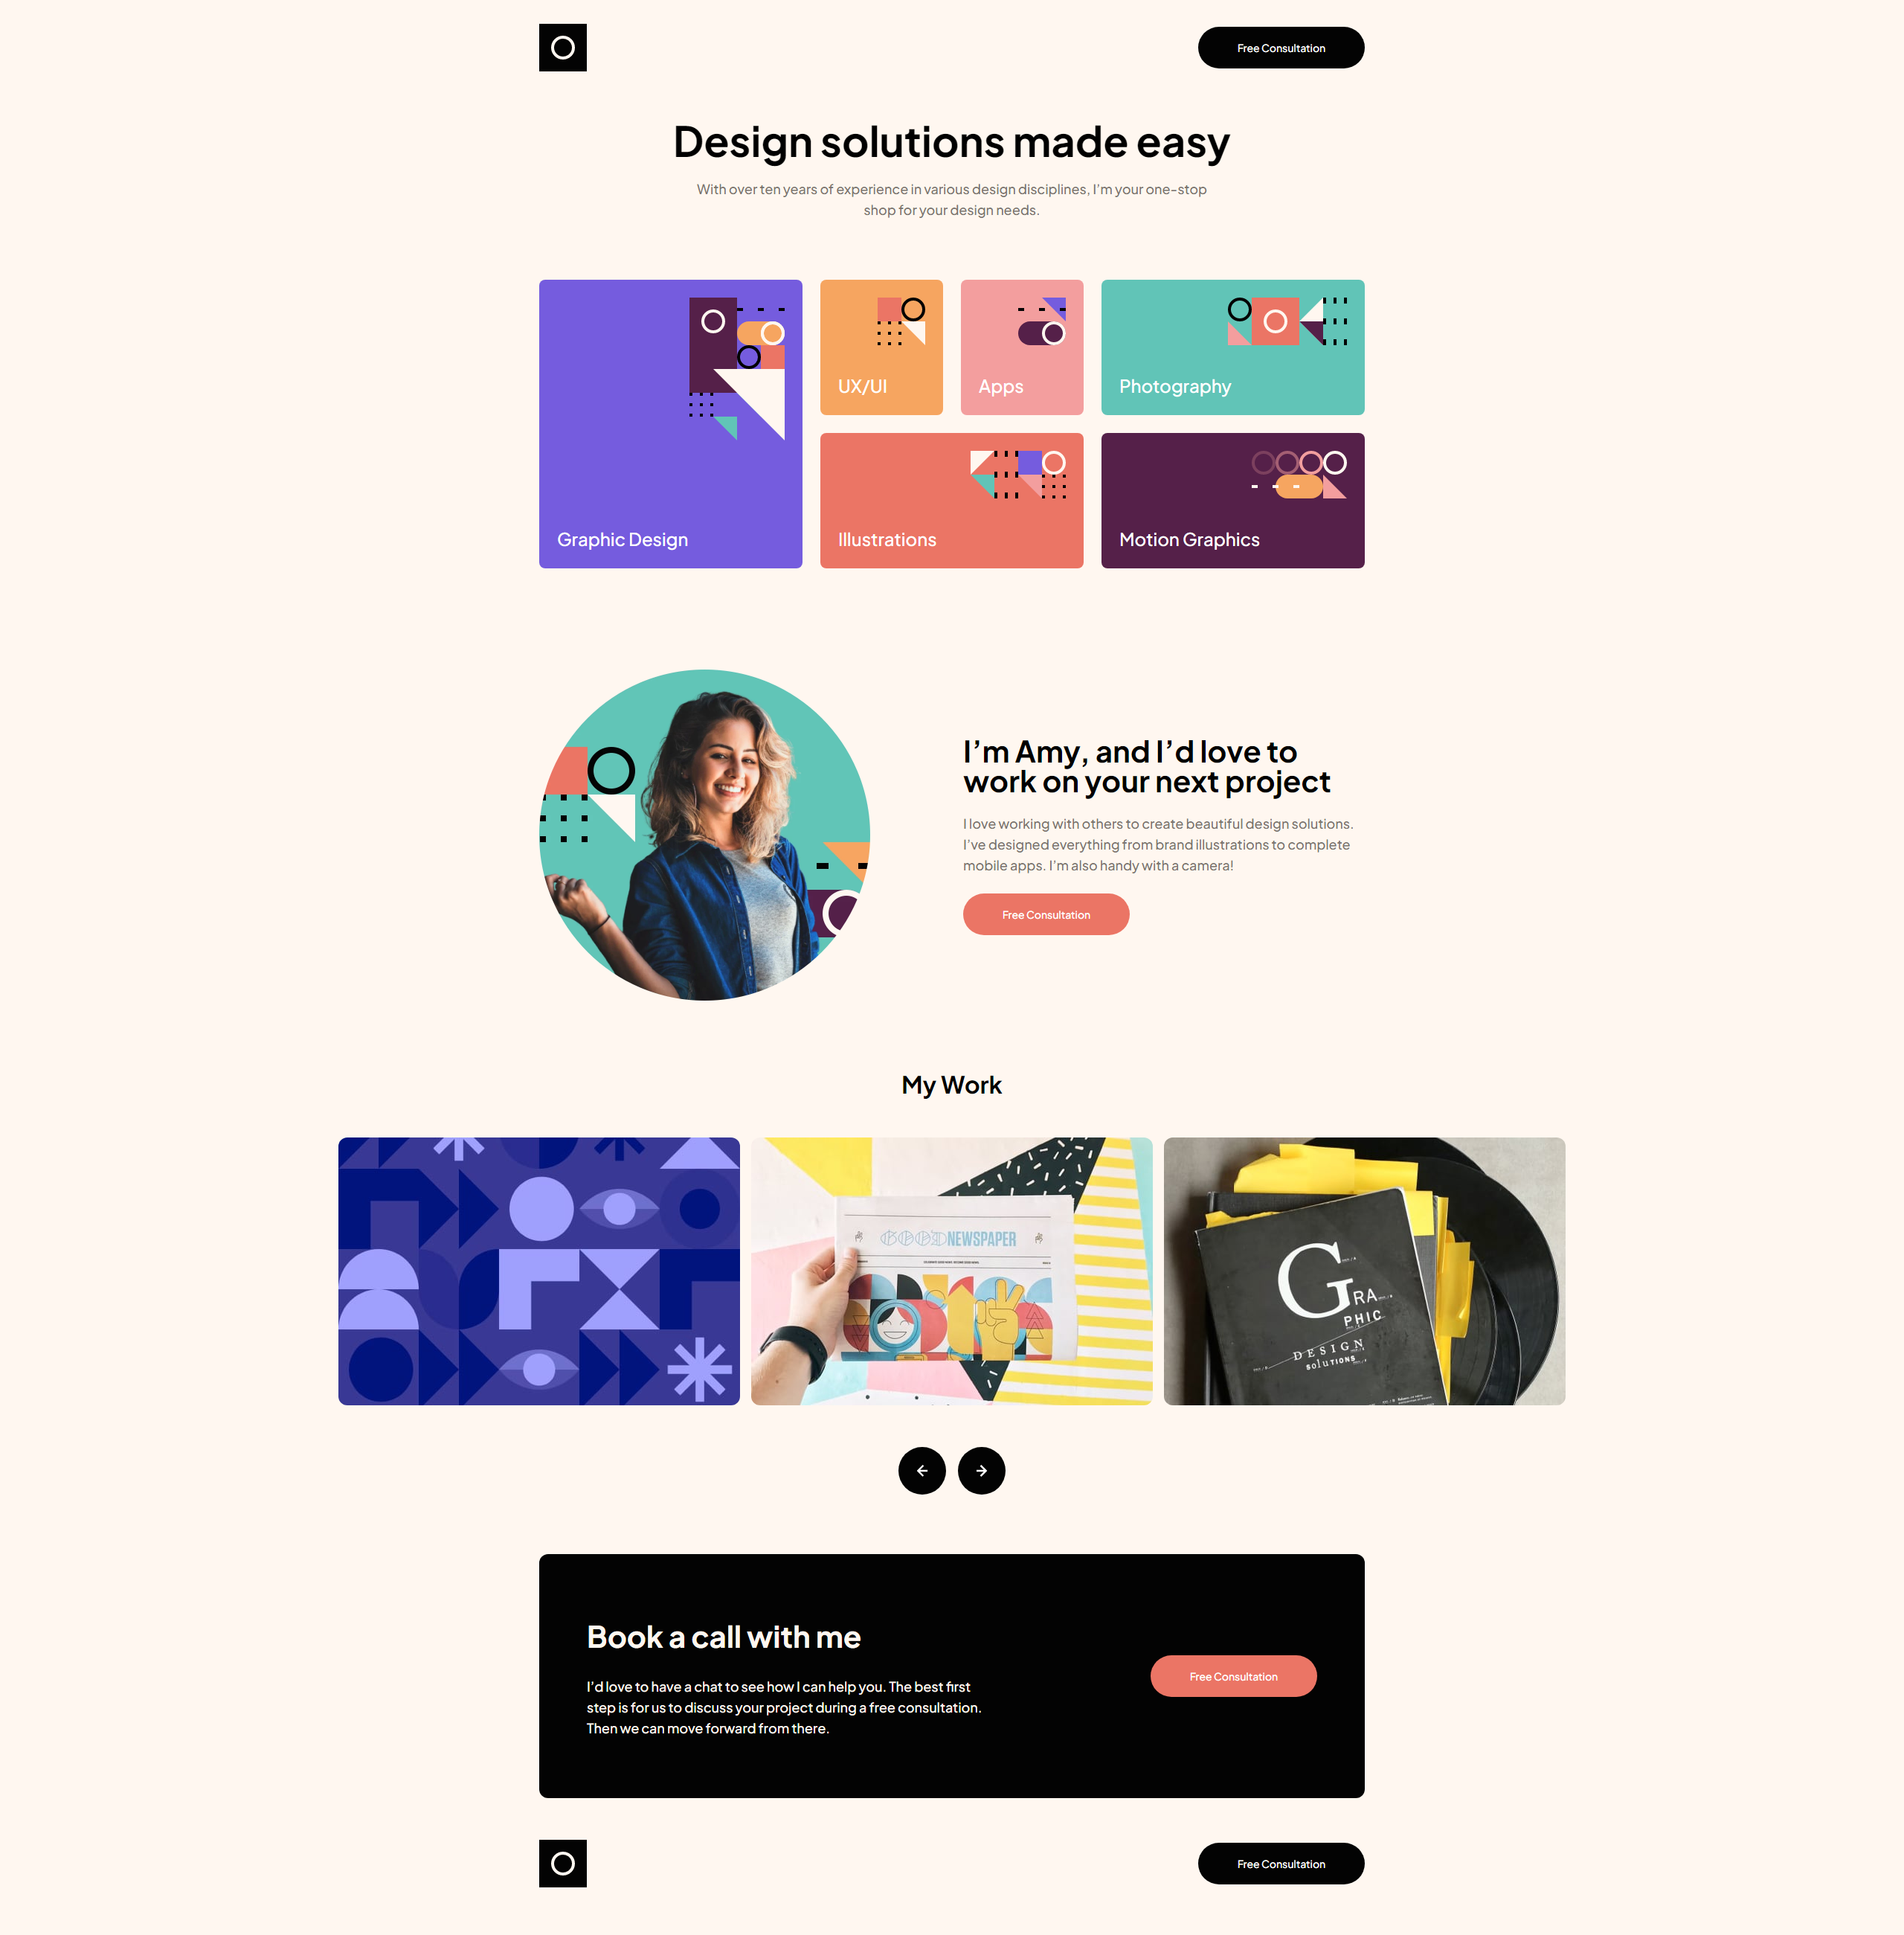 Free Consultation
Design solutions made easy
With over ten years of experience in various design disciplines, I’m your one-stop
shop for your design needs.
UX/UI
Apps
Photography
Graphic Design
Illustrations
Motion Graphics
I’m Amy, and I’d love to
work on your next project
I love working with others to create beautiful design solutions.
I’ve designed everything from brand illustrations to complete
mobile apps. I’m also handy with a camera!
Free Consultation
My Work
GOOD NEWSPAPER
GRA
PHIC
DESIGN
SOLUTIONS
Book a call with me
I’d love to have a chat to see how I can help you. The best first
step is for us to discuss your project during a free consultation.
Then we can move forward from there.
Free Consultation
Free Consultation